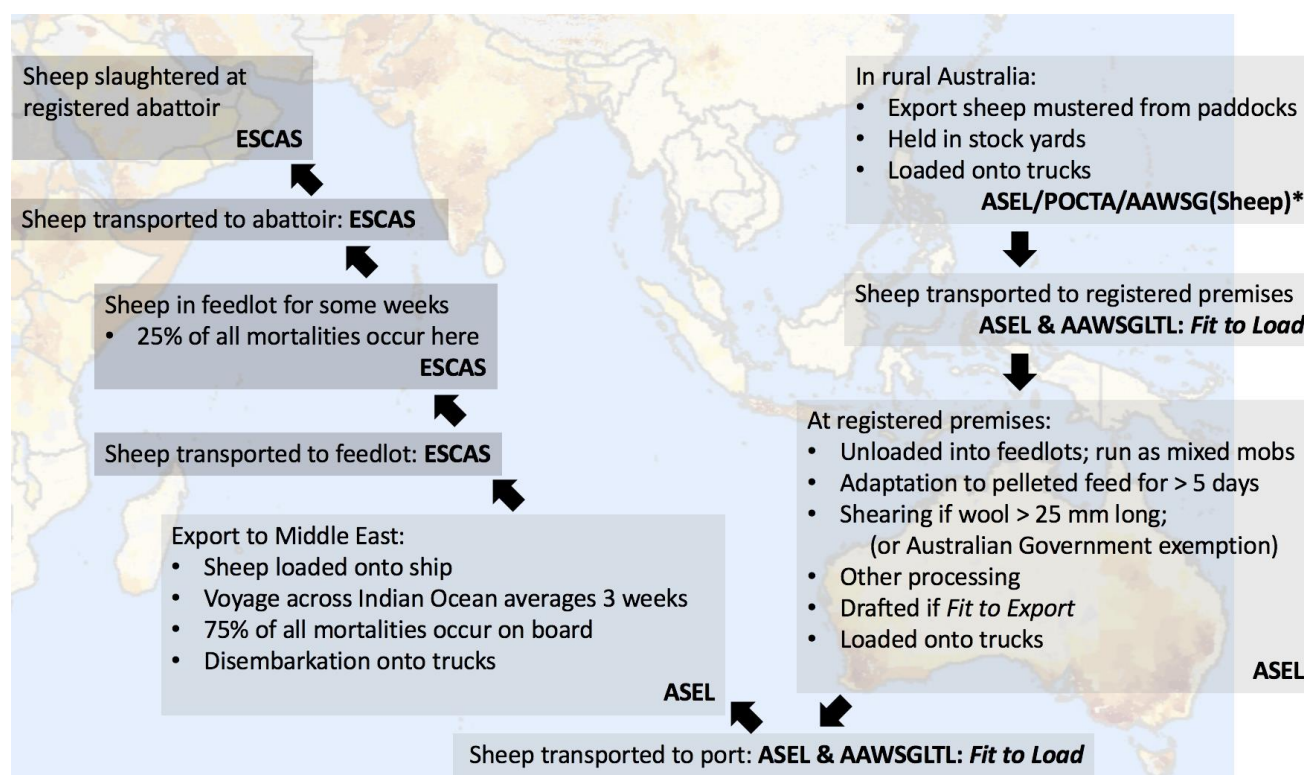 In rural Australia:
• Export sheep mustered from paddocks
• Held in stock yards
• Loaded onto trucks
ASEL/POCTA/AAWSG(Sheep)*
Sheep transported to registered premises
ASEL & AAWSGLTL: Fit to Load
At registered premises:
• Unloaded into feedlots; run as mixed mobs
• Adaptation to pelleted feed for > 5 days
• Shearing if wool > 25 mm long;
(or Australian Government exemption)
• Other processing
• Drafted if Fit to Export
• Loaded onto trucks
ASEL
Sheep transported to port: ASEL & AAWSGLTL: Fit to Load
Export to Middle East:
• Sheep loaded onto ship
• Voyage across Indian Ocean averages 3 weeks
• 75% of all mortalities occur on board
• Disembarkation onto trucks
ASEL
Sheep transported to feedlot: ESCAS
Sheep in feedlot for some weeks
• 25% of all mortalities occur here
ESCAS
Sheep transported to abattoir: ESCAS
Sheep slaughtered at
registered abattoir
ESCAS